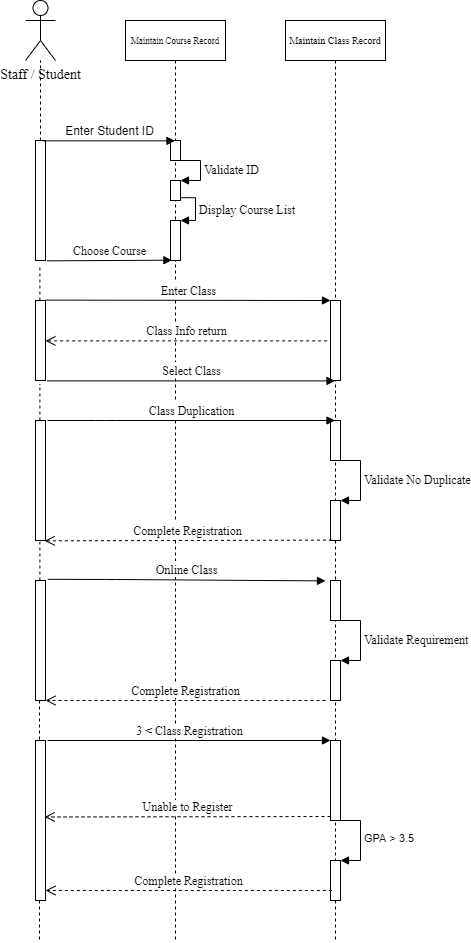 Maintain Course Record
Maintain Class Record
Staff / Student
Enter Student ID
Validate ID
Display Course List
Choose Course
Enter Class
Class Info return
Select Class
Class Duplication
Validate No Duplicate
Complete Registration
Online Class
Validate Requirement
Complete Registration
3 < Class Registration
Unable to Register
GPA > 3.5
Complete Registration